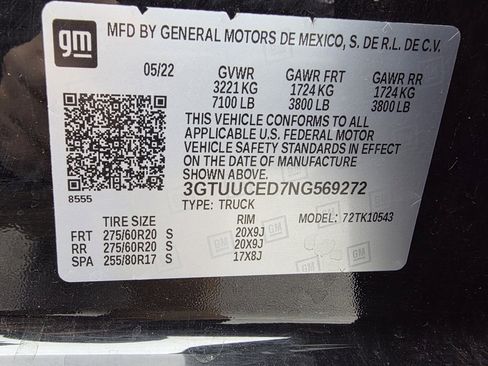 gm
MFD BY GENERAL MOTORS DE MEXICO, S. DE R.L. DE C.V.
05/22 GVWR GAWR FRT GAWR RR
3221 KG 1724 KG 1724 KG
7100 LB 3800 LB 3800 LB
THIS VEHICLE CONFORMS TO ALL
APPLICABLE U.S. FEDERAL MOTOR
VEHICLE SAFETY STANDARDS IN EFFECT
ON THE DATE OF MANUFACTURE
SHOWN ABOVE.
3GTUUCED7NG569272
8555
TYPE: TRUCK MODEL: 72TK10543
TIRE SIZE RIM
FRT 275/60R20 S 20X9J
RR 275/60R20 S 20X9J
SPA 255/80R17 S 17X8J